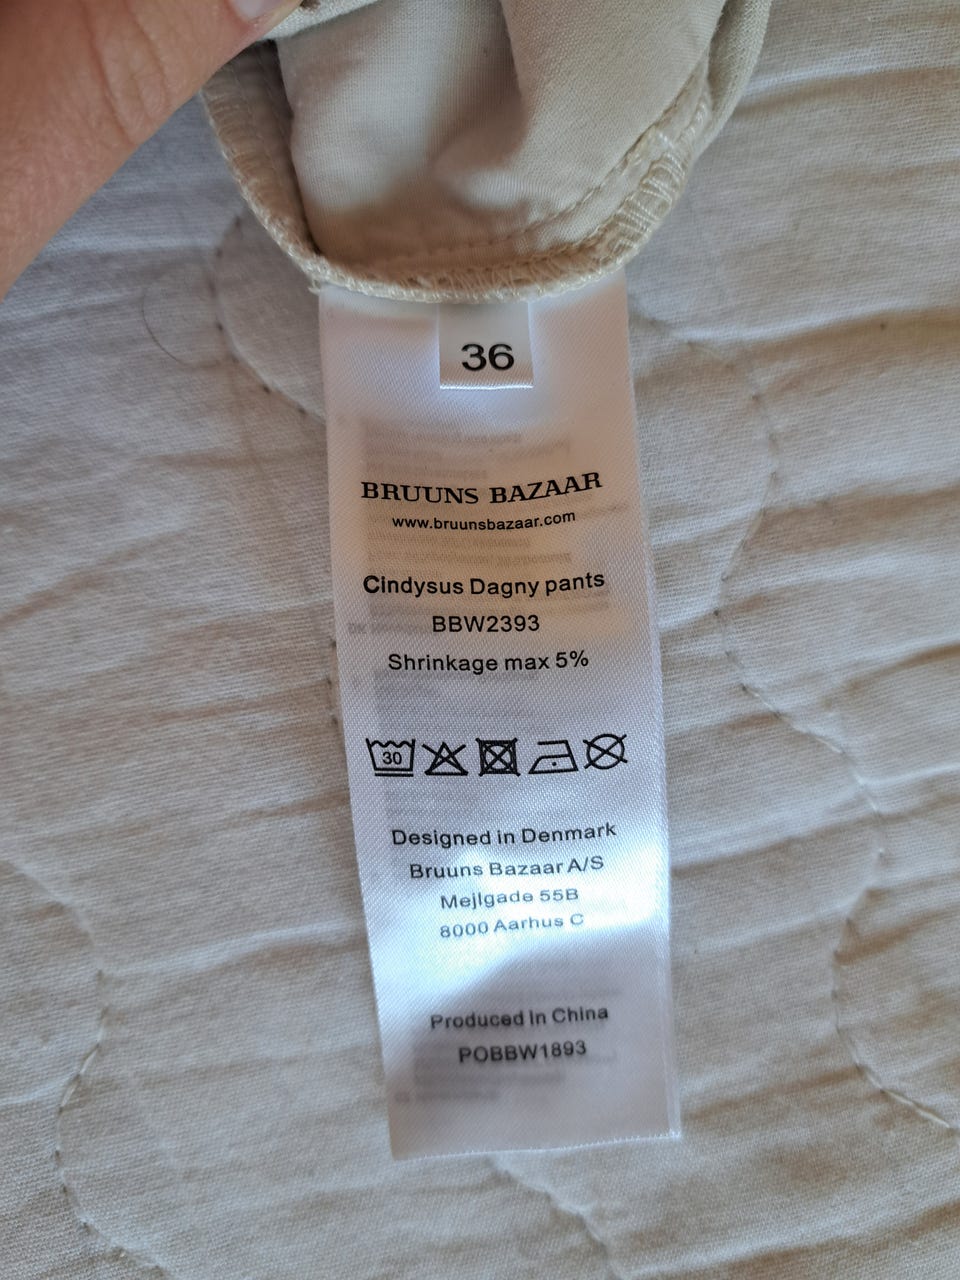 36
BRUUNS BAZAAR
www.bruunsbazaar.com
Cindysus Dagny pants
BBW2393
Shrinkage max 5%
30
Designed in Denmark
Bruuns Bazaar A/S
Mejlgade 55B
8000 Aarhus C
Produced in China
POBBW1893